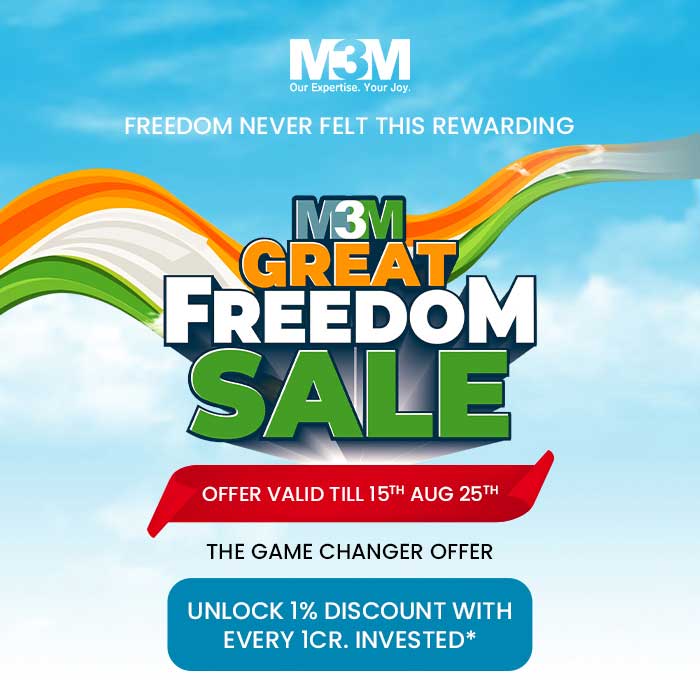 M3M
Our Expertise. Your Joy.
FREEDOM NEVER FELT THIS REWARDING
M3M
GREAT
FREEDOM
SALE
OFFER VALID TILL 15TH AUG 25TH
THE GAME CHANGER OFFER
UNLOCK 1% DISCOUNT WITH
EVERY 1CR. INVESTED*